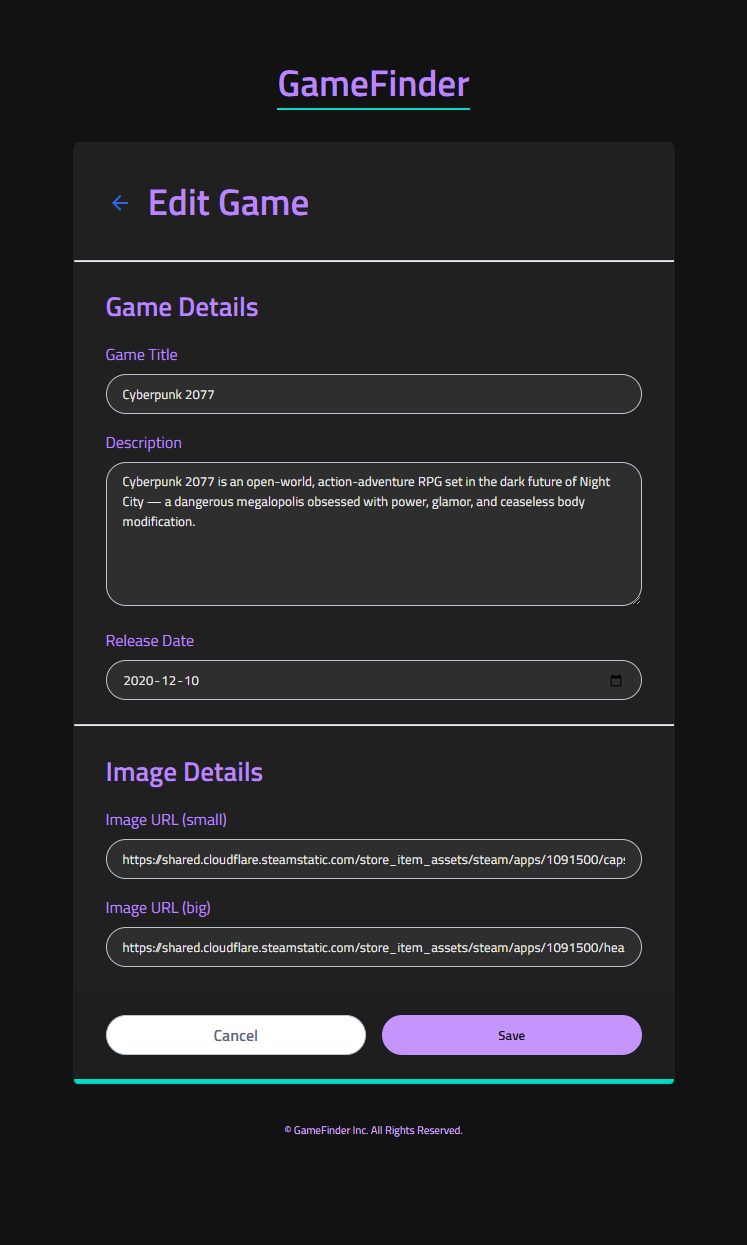 GameFinder
Edit Game
Game Details
Game Title
Cyberpunk 2077
Description
Cyberpunk 2077 is an open-world, action-adventure RPG set in the dark future of Night
City — a dangerous megalopolis obsessed with power, glamor, and ceaseless body
modification.
Release Date
2020-12-10
Image Details
Image URL (small)
https://shared.cloudflare.steamstatic.com/store_item_assets/steam/apps/1091500/caps
Image URL (big)
https://shared.cloudflare.steamstatic.com/store_item_assets/steam/apps/1091500/hea
Cancel
Save
© GameFinder Inc. All Rights Reserved.